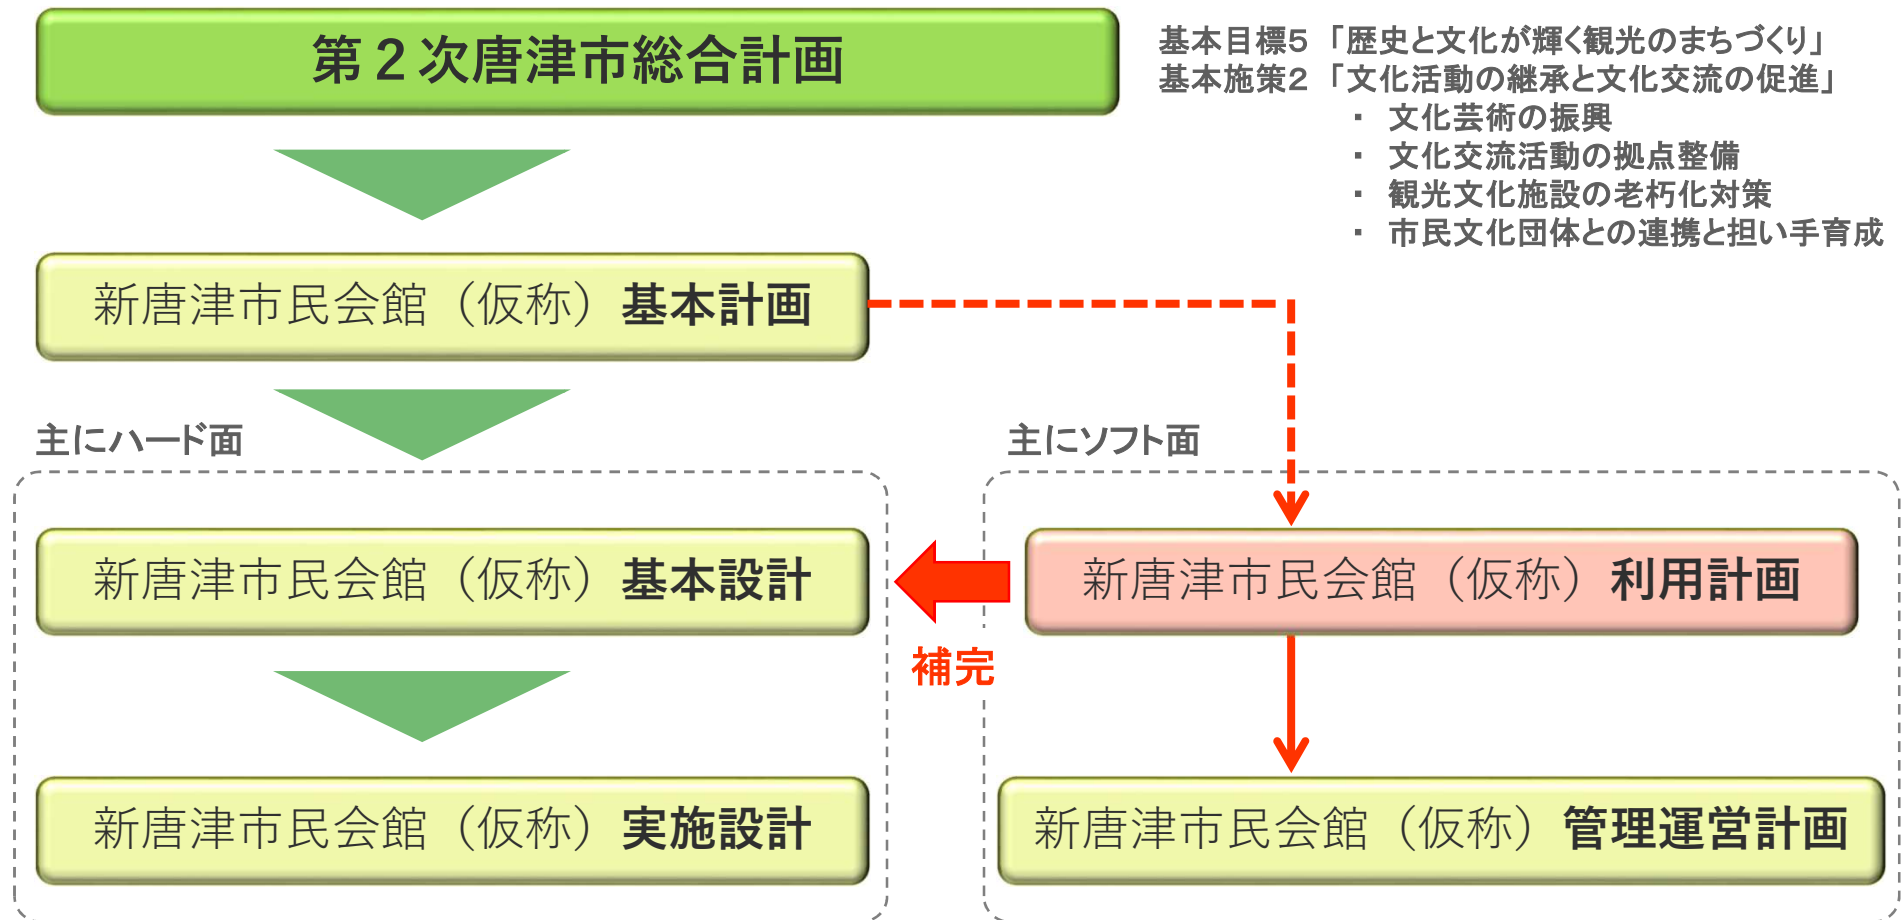 第2次唐津市総合計画
基本目標5 「歴史と文化が輝く観光のまちづくり」
基本施策2 「文化活動の継承と文化交流の促進」
・ 文化芸術の振興
・ 文化交流活動の拠点整備
・ 観光文化施設の老朽化対策
・ 市民文化団体との連携と担い手育成
新唐津市民会館（仮称）基本計画
主にハード面
主にソフト面
新唐津市民会館（仮称）基本設計
新唐津市民会館（仮称）利用計画
補完
新唐津市民会館（仮称）実施設計
新唐津市民会館（仮称）管理運営計画